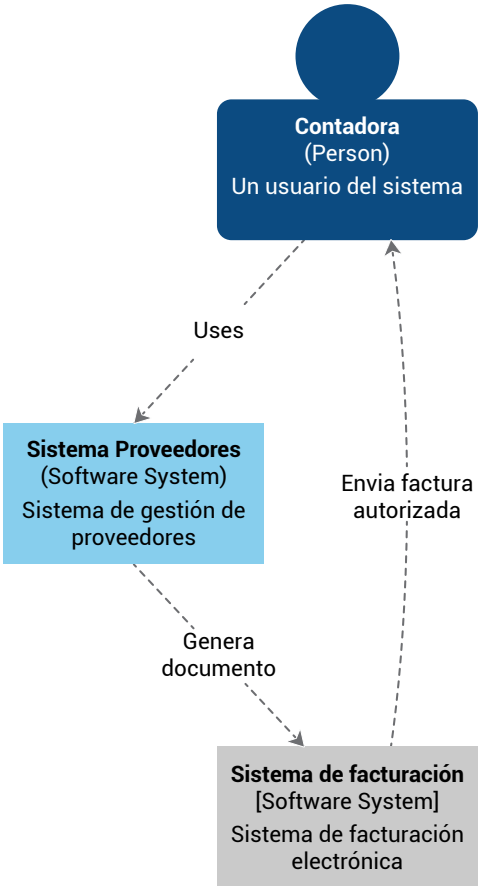 Contadora
(Person)
Un usuario del sistema
Uses
Sistema Proveedores
(Software System)
Sistema de gestión de
proveedores
Envia factura
autorizada
Genera
documento
Sistema de facturación
[Software System]
Sistema de facturación
electrónica